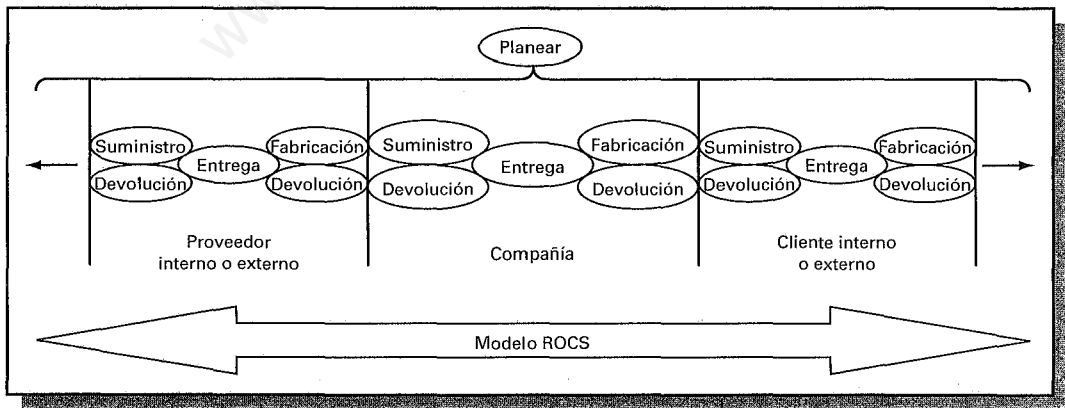 Planear
Suministro
Devolución
Entrega
Fabricación
Devolución
Suministro
Devolución
Entrega
Fabricación
Devolución
Suministro
Devolución
Entrega
Fabricación
Devolución
Proveedor
interno o externo
Compañía
Cliente interno
o externo
Modelo ROCS